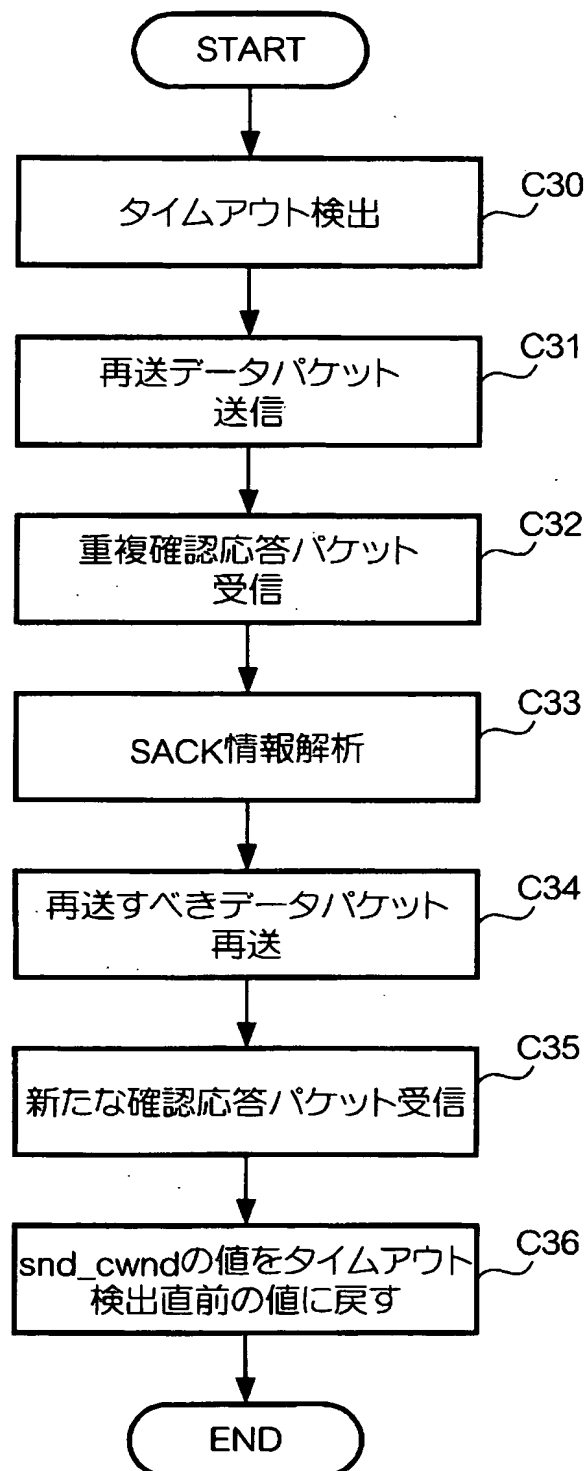 START
C30
タイムアウト検出
C31
再送データパケット
送信
C32
重複確認応答パケット
受信
C33
SACK情報解析
C34
再送すべきデータパケット
再送
C35
新たな確認応答パケット受信
C36
snd_cwndの値をタイムアウト
検出直前の値に戻す
END